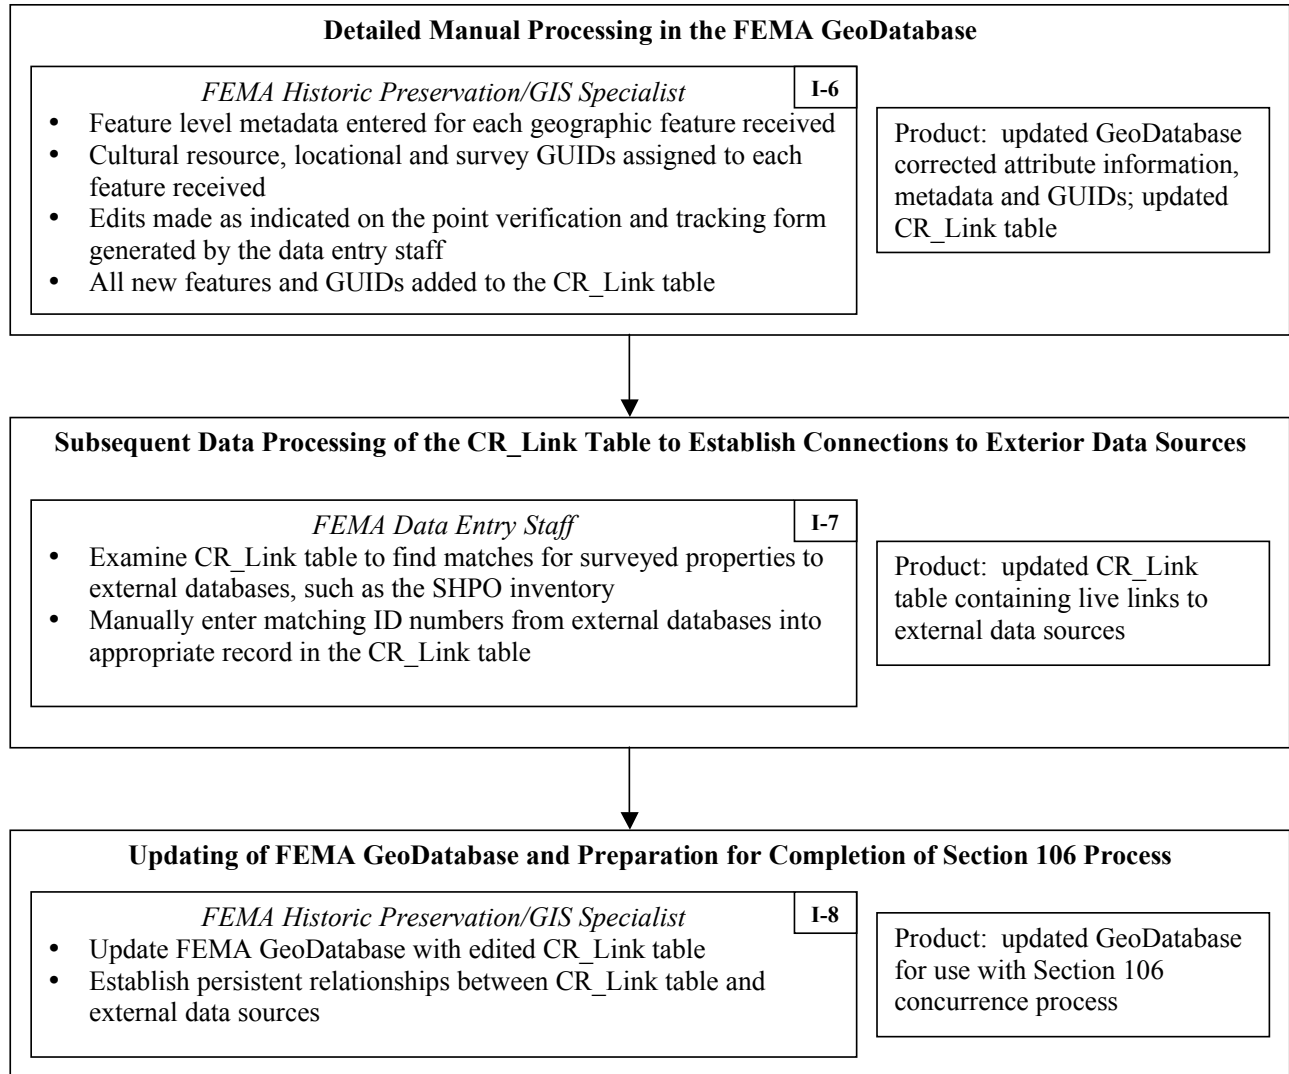 Detailed Manual Processing in the FEMA GeoDatabase
FEMA Historic Preservation/GIS Specialist
I-6
• Feature level metadata entered for each geographic feature received
• Cultural resource, locational and survey GUIDs assigned to each
feature received
• Edits made as indicated on the point verification and tracking form
generated by the data entry staff
• All new features and GUIDs added to the CR_Link table
Product: updated GeoDatabase
corrected attribute information,
metadata and GUIDs; updated
CR_Link table
Subsequent Data Processing of the CR_Link Table to Establish Connections to Exterior Data Sources
FEMA Data Entry Staff
I-7
• Examine CR_Link table to find matches for surveyed properties to
external databases, such as the SHPO inventory
• Manually enter matching ID numbers from external databases into
appropriate record in the CR_Link table
Product: updated CR_Link
table containing live links to
external data sources
Updating of FEMA GeoDatabase and Preparation for Completion of Section 106 Process
FEMA Historic Preservation/GIS Specialist
I-8
• Update FEMA GeoDatabase with edited CR_Link table
• Establish persistent relationships between CR_Link table and
external data sources
Product: updated GeoDatabase
for use with Section 106
concurrence process